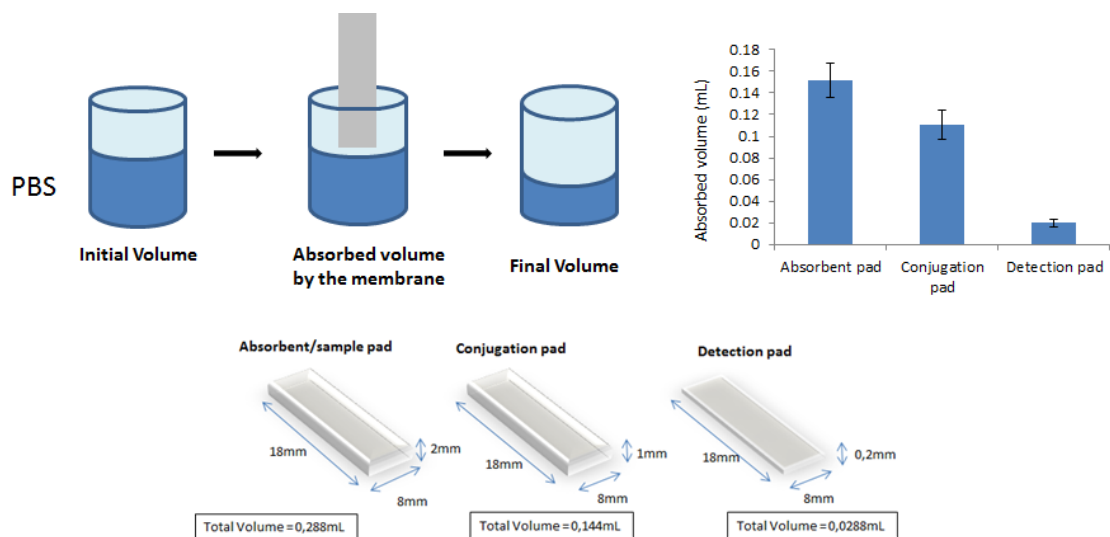 PBS
Initial Volume
Absorbed volume
by the membrane
Final Volume
Absorbed volume (mL)
0.18
0.16
0.14
0.12
0.1
0.08
0.06
0.04
0.02
0
Absorbent pad
Conjugation
pad
Detection pad
Absorbent/sample pad
18mm
2mm
8mm
Total Volume = 0,288mL
Conjugation pad
18mm
1mm
8mm
Total Volume = 0,144mL
Detection pad
18mm
0,2mm
8mm
Total Volume = 0,0288mL